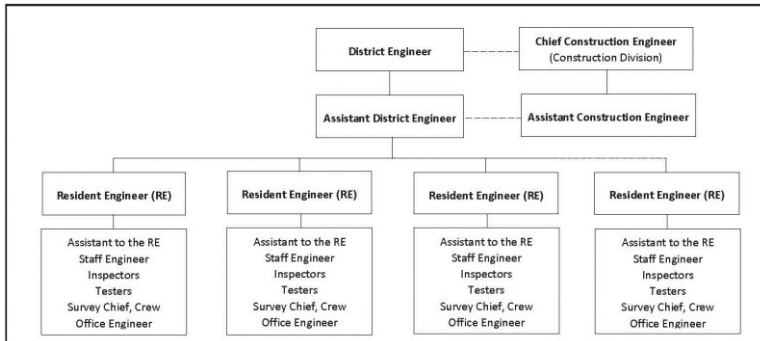 District Engineer
Chief Construction Engineer
(Construction Division)
Assistant District Engineer
Assistant Construction Engineer
Resident Engineer (RE)
Resident Engineer (RE)
Resident Engineer (RE)
Resident Engineer (RE)
Assistant to the RE
Staff Engineer
Inspectors
Testers
Survey Chief, Crew
Office Engineer
Assistant to the RE
Staff Engineer
Inspectors
Testers
Survey Chief, Crew
Office Engineer
Assistant to the RE
Staff Engineer
Inspectors
Testers
Survey Chief, Crew
Office Engineer
Assistant to the RE
Staff Engineer
Inspectors
Testers
Survey Chief, Crew
Office Engineer